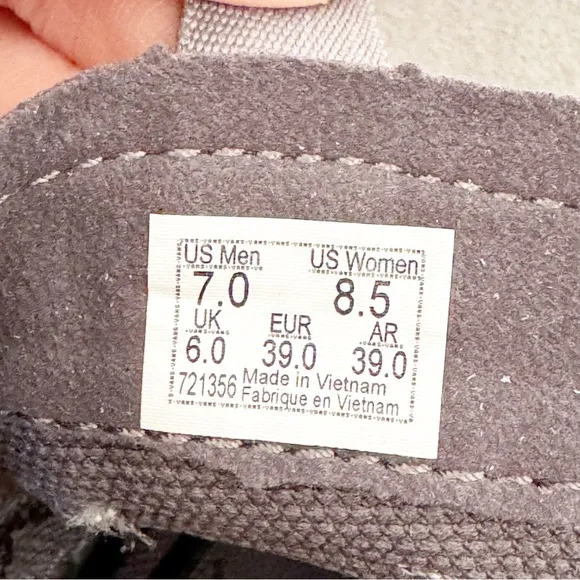 US Men US Women
7.0 8.5
UK EUR AR
6.0 39.0 39.0
721356 Made in Vietnam
Fabrique en Vietnam